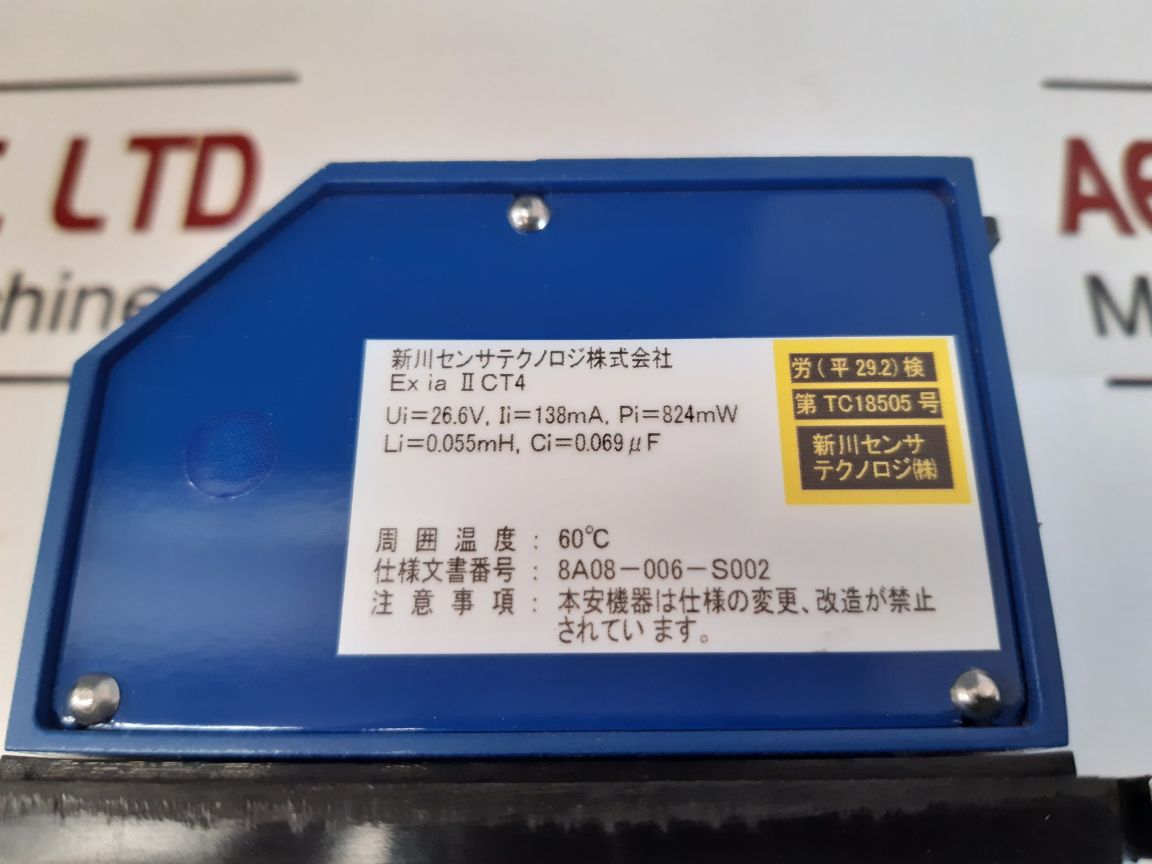 LTD
新川センサテクノロジ株式会社
Ex ia ⅡCT4
Ui=26.6V, Ii=138mA, Pi=824mW
Li=0.055mH, Ci=0.069μF
労(平29.2)検
第 TC18505 号
新川センサ
テクノロジ㈱
周囲温度: 60℃
仕様文書番号: 8A08-006-S002
注意事項: 本安機器は仕様の変更、改造が禁止
されています。